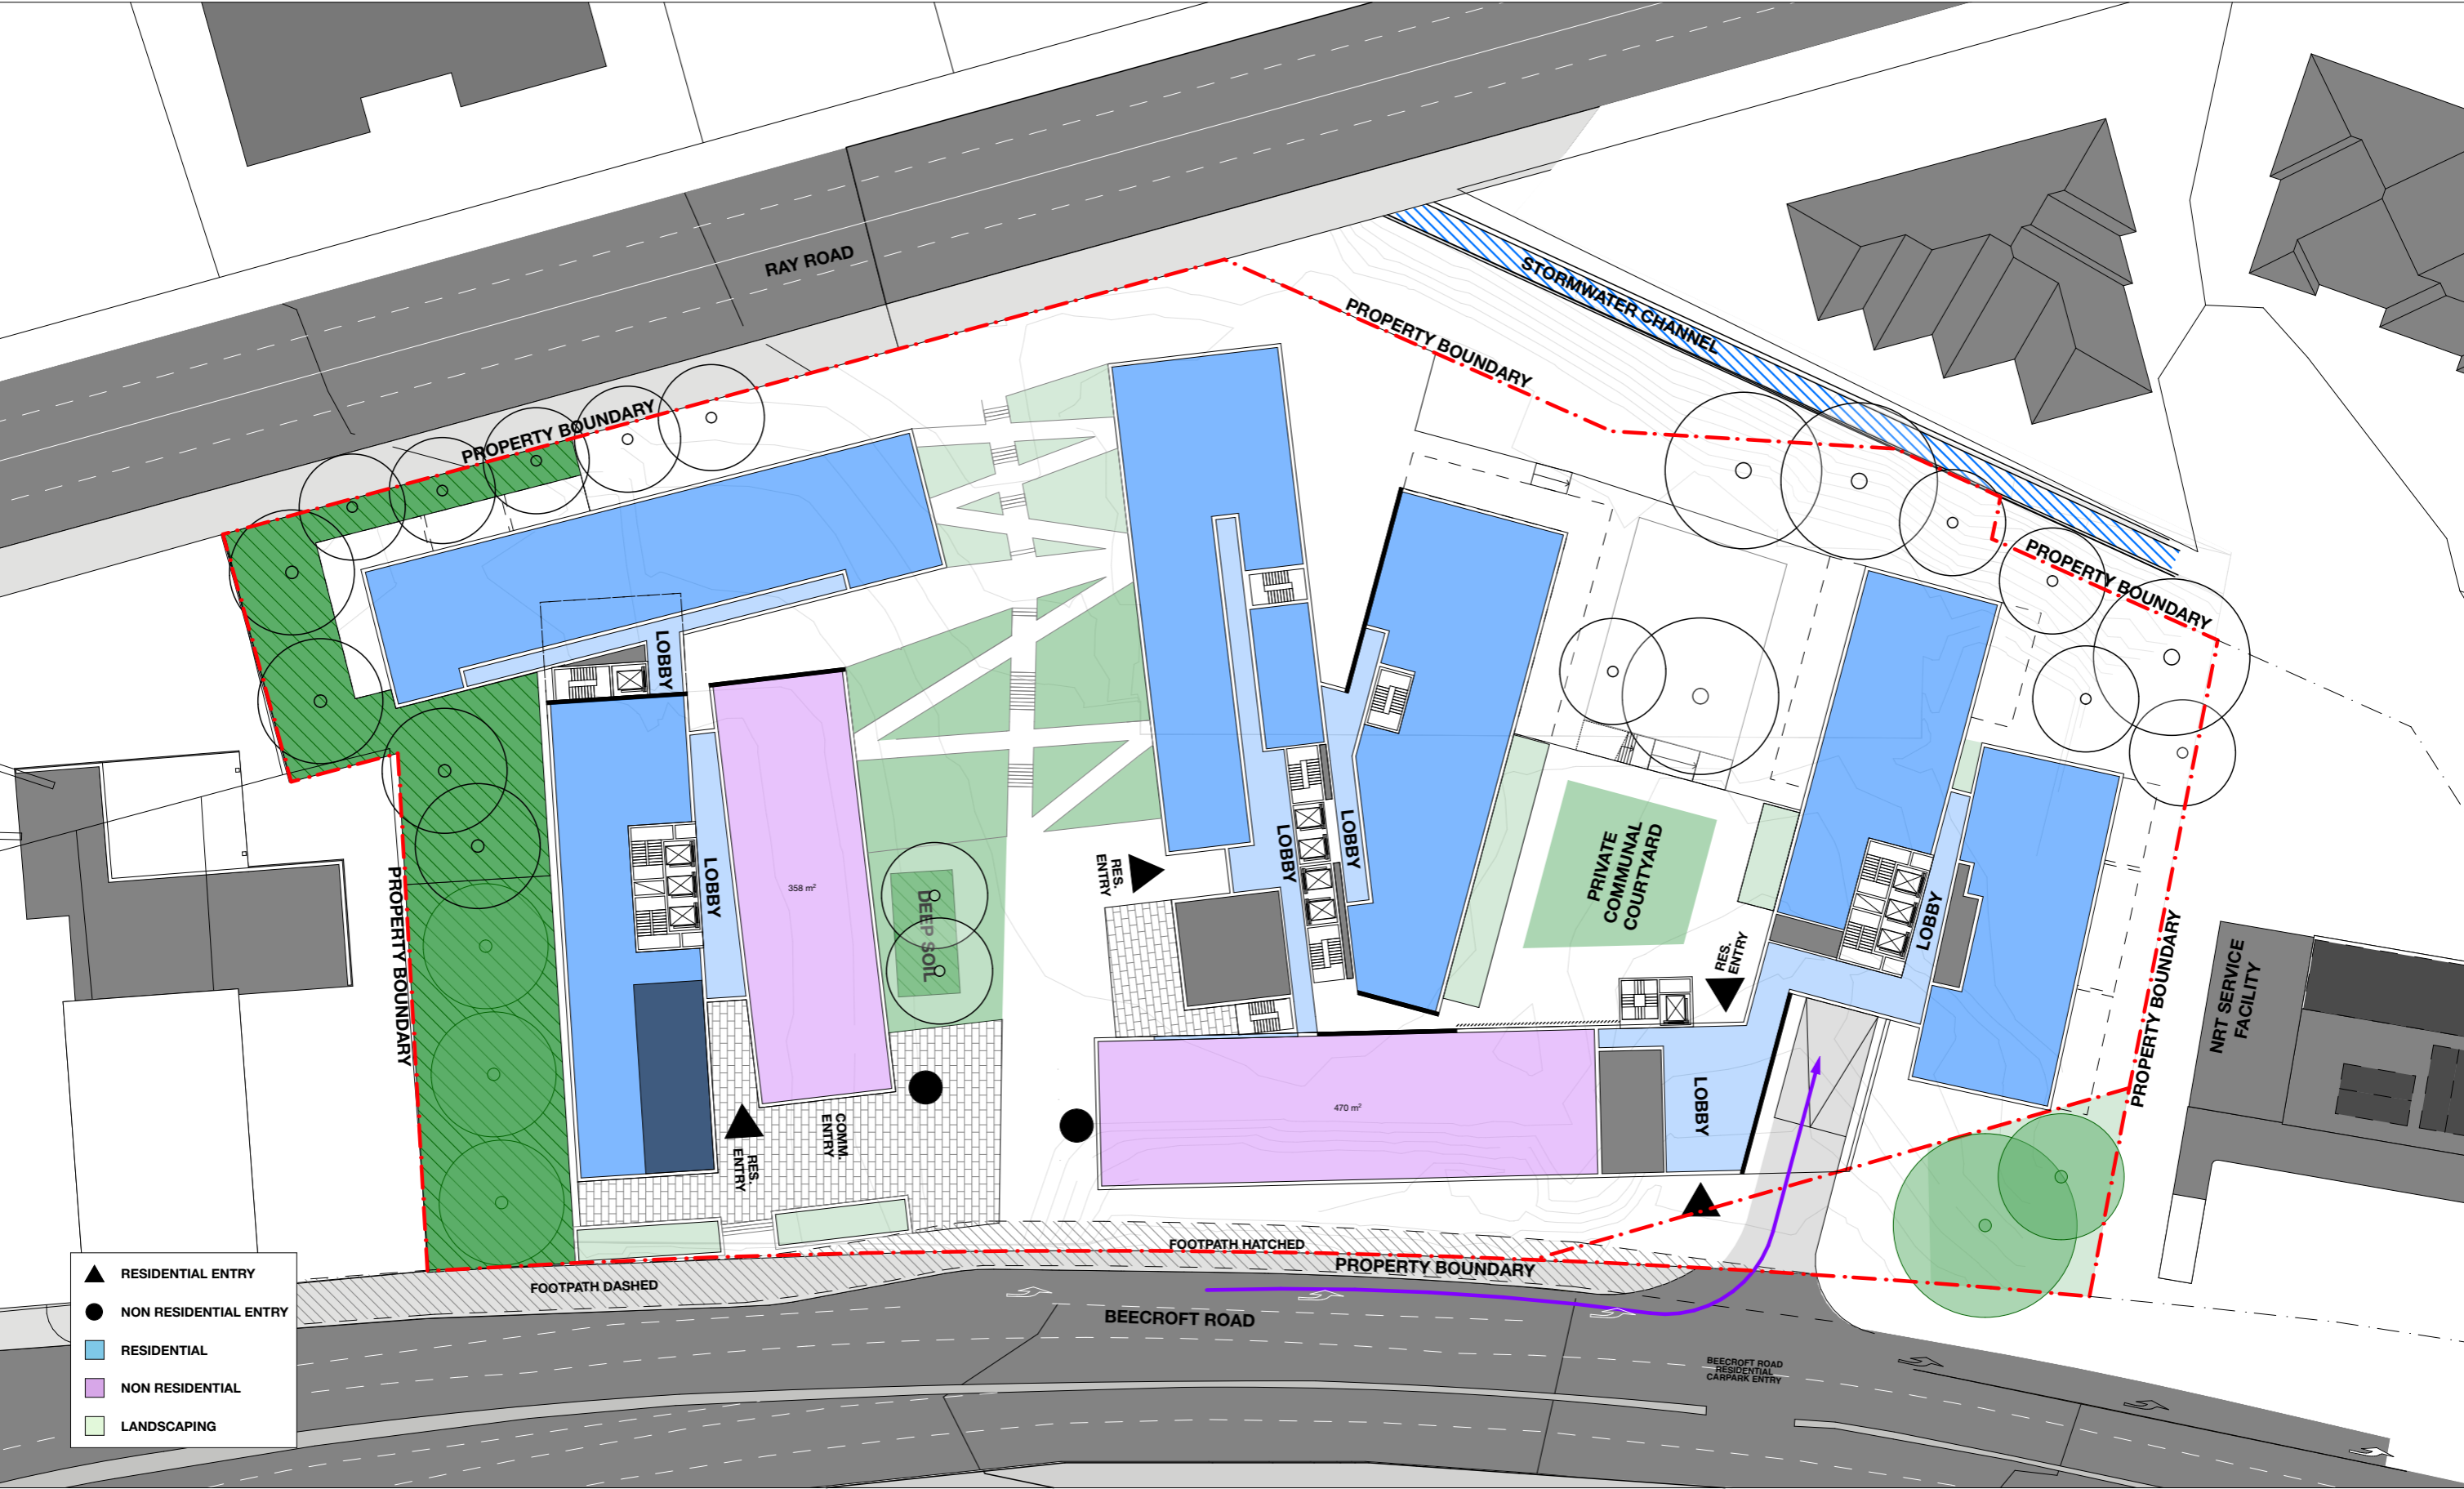 RAY ROAD
STORMWATER CHANNEL
PROPERTY BOUNDARY
PROPERTY BOUNDARY
PROPERTY BOUNDARY
LOBBY
PRIVATE
COMMUNAL
COURTYARD
LOBBY
LOBBY
LOBBY
RES.
ENTRY
358 m²
DEEP SOIL
PROPERTY BOUNDARY
LOBBY
RES.
ENTRY
PROPERTY BOUNDARY
NRT SERVICE
FACILITY
470 m²
LOBBY
COMM.
ENTRY
RES.
ENTRY
FOOTPATH HATCHED
PROPERTY BOUNDARY
FOOTPATH DASHED
BEECROFT ROAD
BEECROFT ROAD
RESIDENTIAL
CARPARK ENTRY
RESIDENTIAL ENTRY
NON RESIDENTIAL ENTRY
RESIDENTIAL
NON RESIDENTIAL
LANDSCAPING